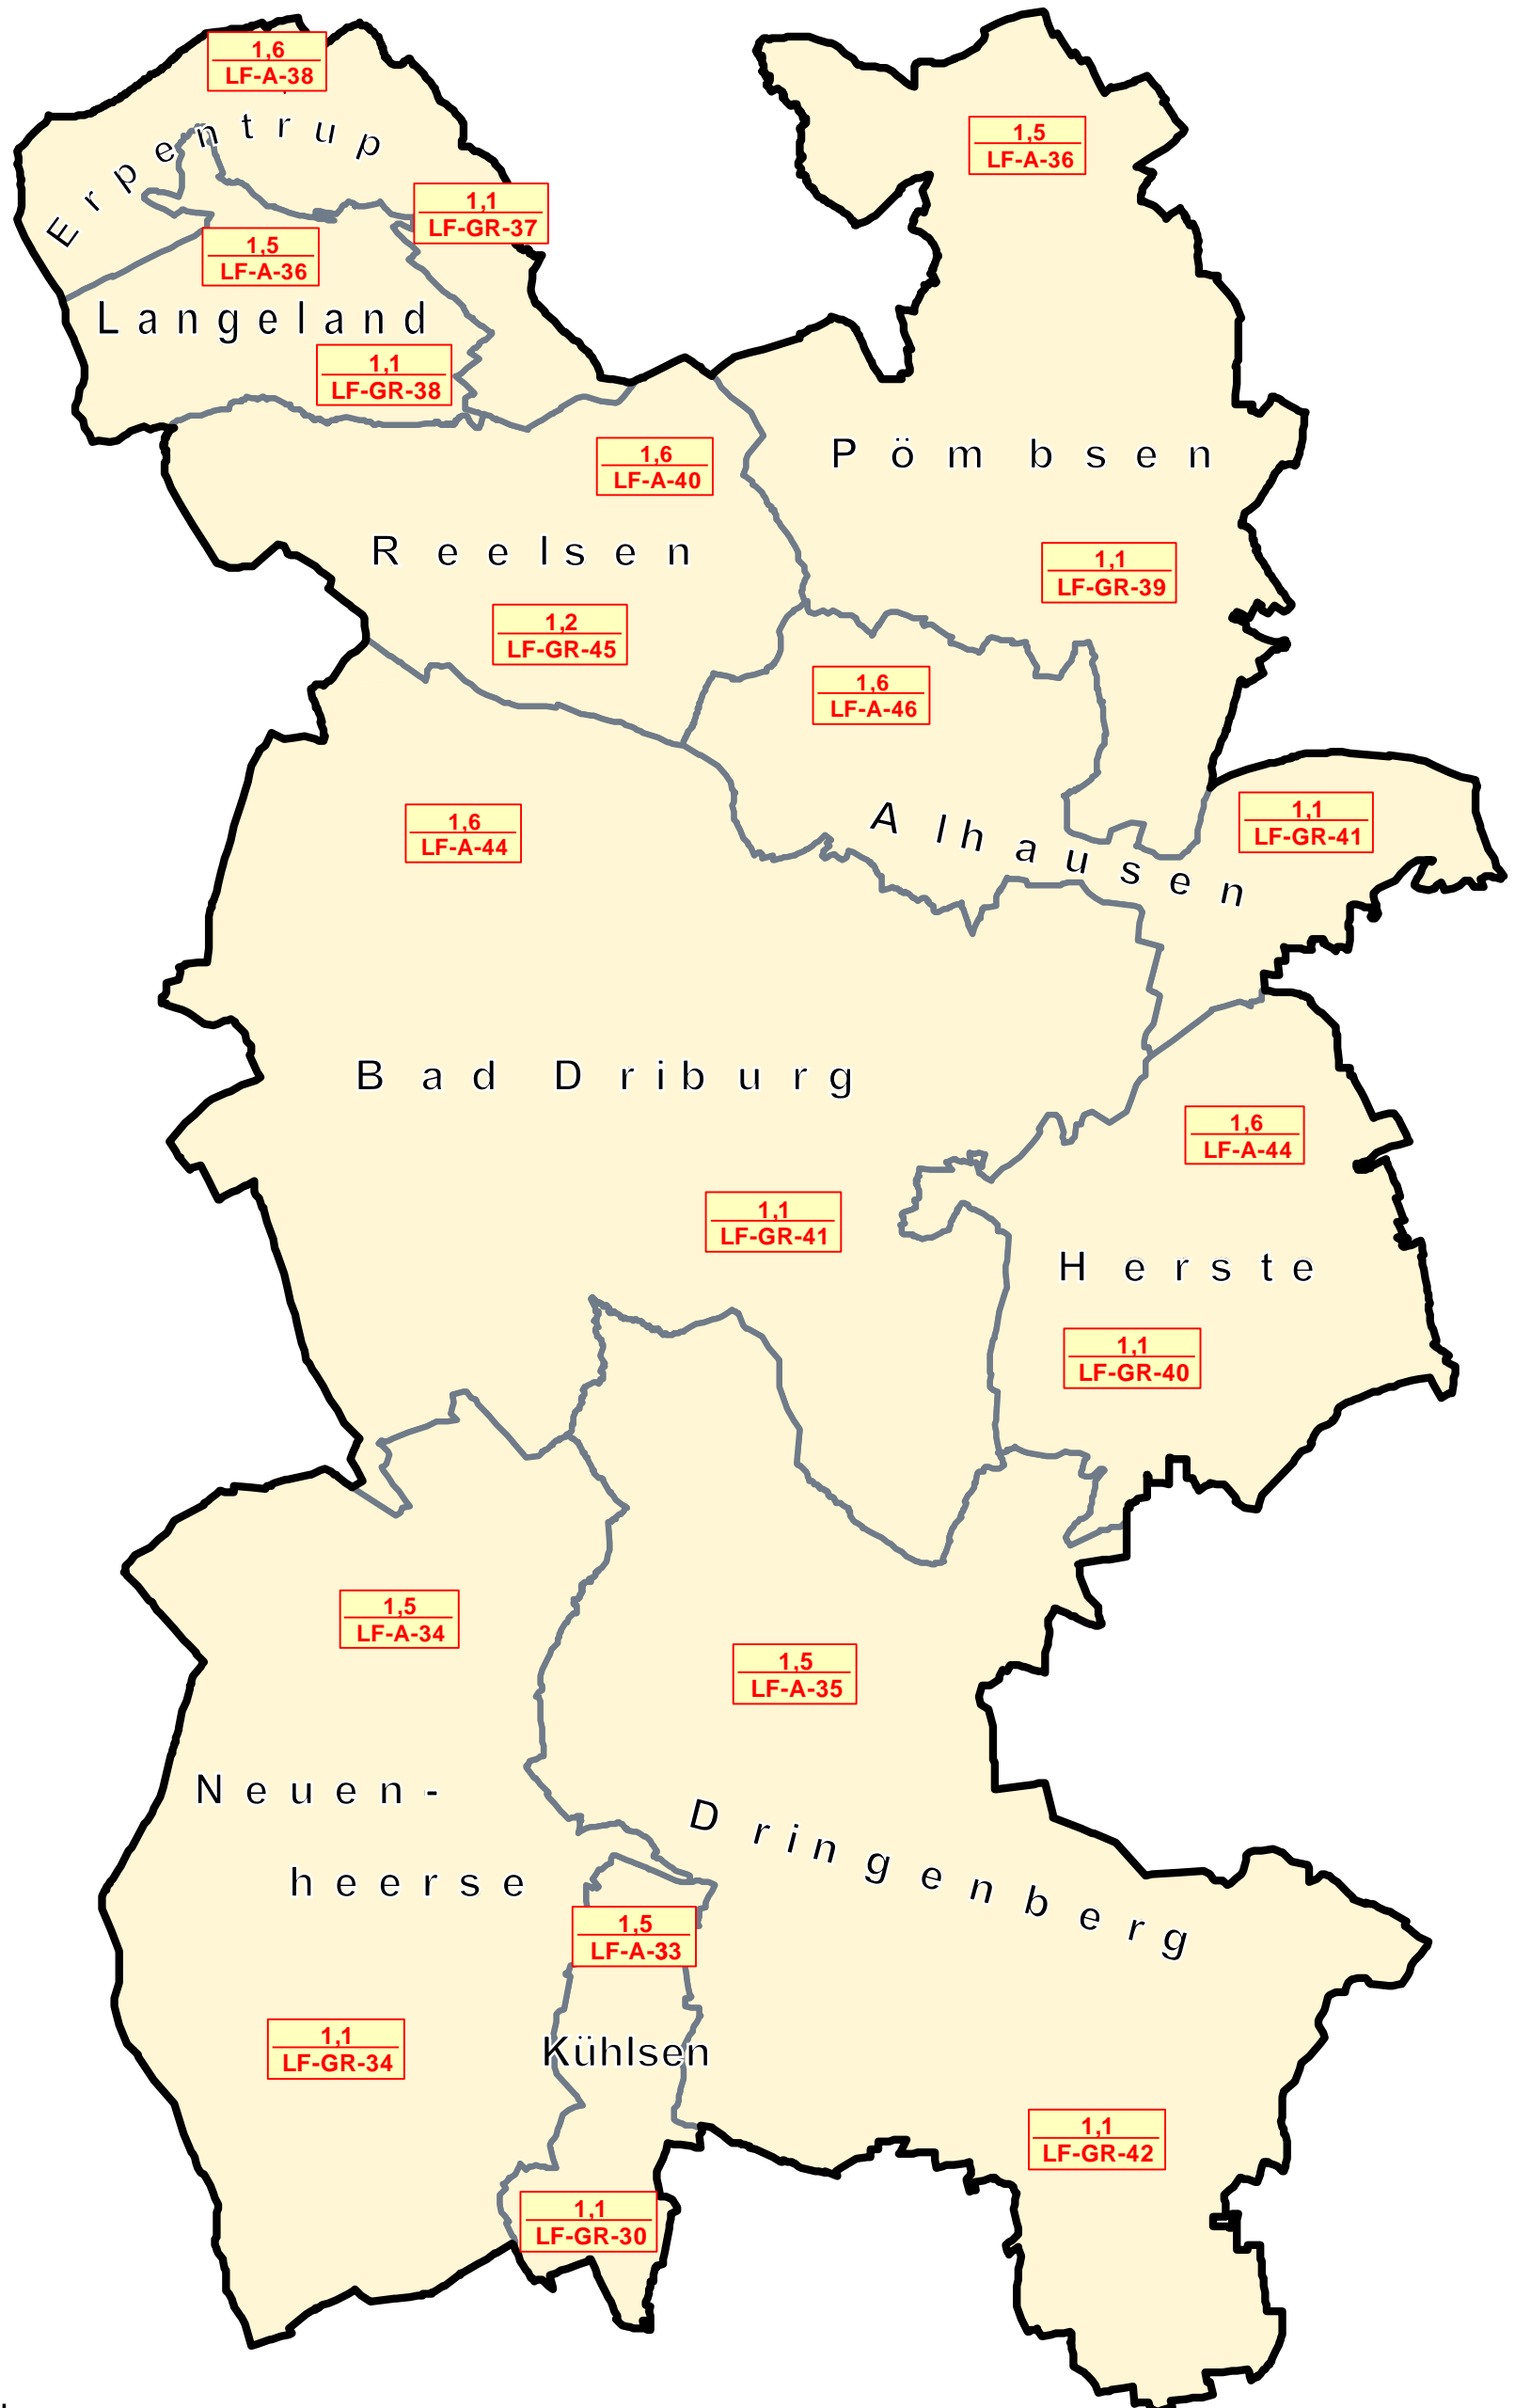 1,6
LF-A-38
Erpentrup
1,5
LF-A-36
1,1
LF-GR-37
1,5
LF-A-36
Langeland
1,1
LF-GR-38
1,6
LF-A-40
Pömbsen
Reelsen
1,1
LF-GR-39
1,2
LF-GR-45
1,6
LF-A-46
1,6
LF-A-44
Alhausen
1,1
LF-GR-41
Bad Driburg
1,6
LF-A-44
1,1
LF-GR-41
Herste
1,1
LF-GR-40
1,5
LF-A-34
1,5
LF-A-35
Neuen-
heerse
Dringenberg
1,5
LF-A-33
1,1
LF-GR-34
Kühlsen
1,1
LF-GR-42
1,1
LF-GR-30